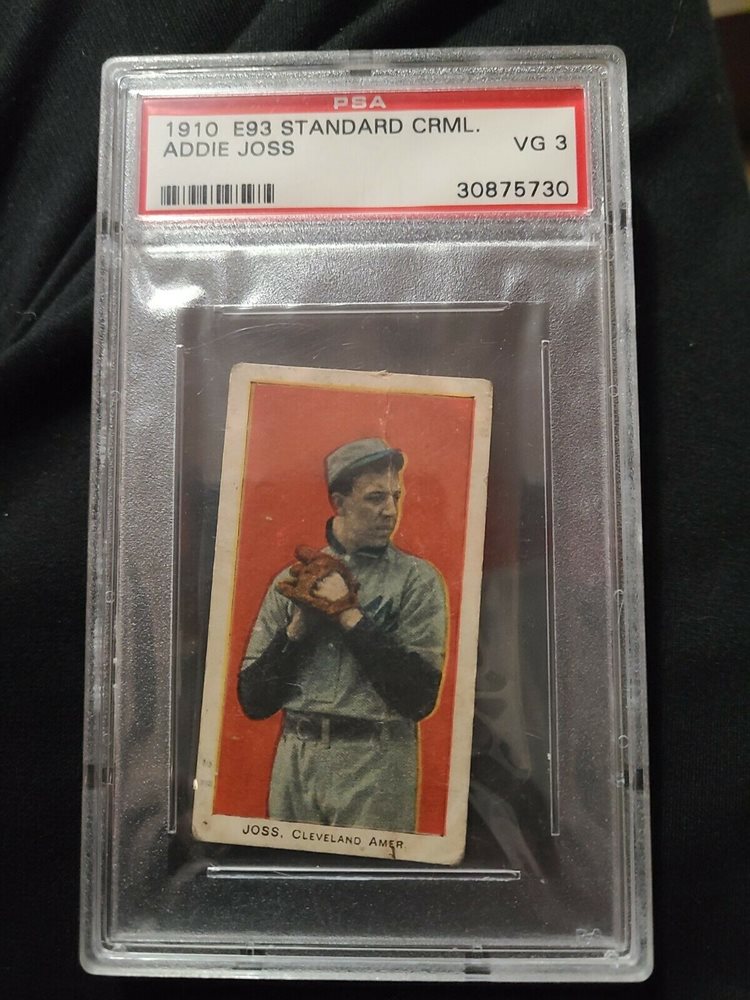 PSA
1910 E93 STANDARD CRML.
ADDIE JOSS
VG 3
30875730
JOSS, CLEVELAND AMER.